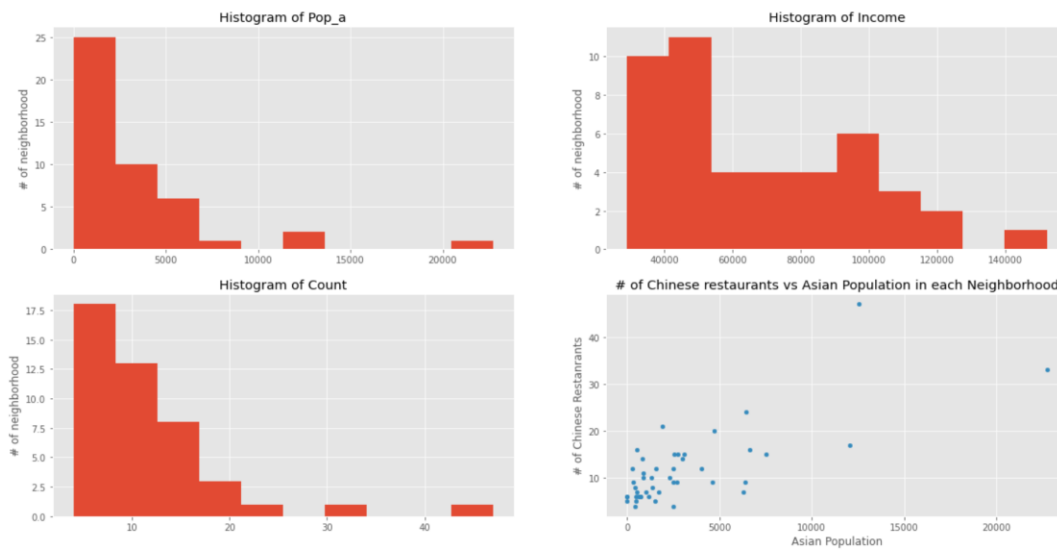 Histogram of Pop_a
# of neighborhood
25
20
15
10
5
0
0 5000 10000 15000 20000
Histogram of Income
# of neighborhood
10
8
6
4
2
0
40000 60000 80000 100000 120000 140000
Histogram of Count
# of neighborhood
17.5
15.0
12.5
10.0
7.5
5.0
2.5
0.0
10 20 30 40
# of Chinese restaurants vs Asian Population in each Neighborhood
# of Chinese Restanrants
40
30
20
10
0 5000 10000 15000 20000
Asian Population